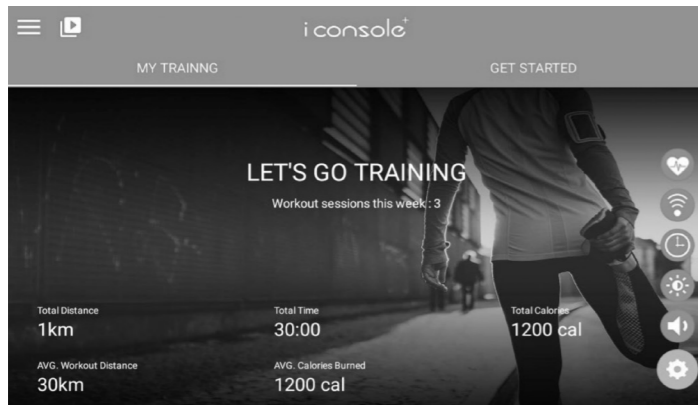 i console+
MY TRAINNG
GET STARTED
LET'S GO TRAINING
Workout sessions this week : 3
Total Distance
1km
Total Time
30:00
Total Calories
1200 cal
AVG. Workout Distance
30km
AVG. Calories Burned
1200 cal